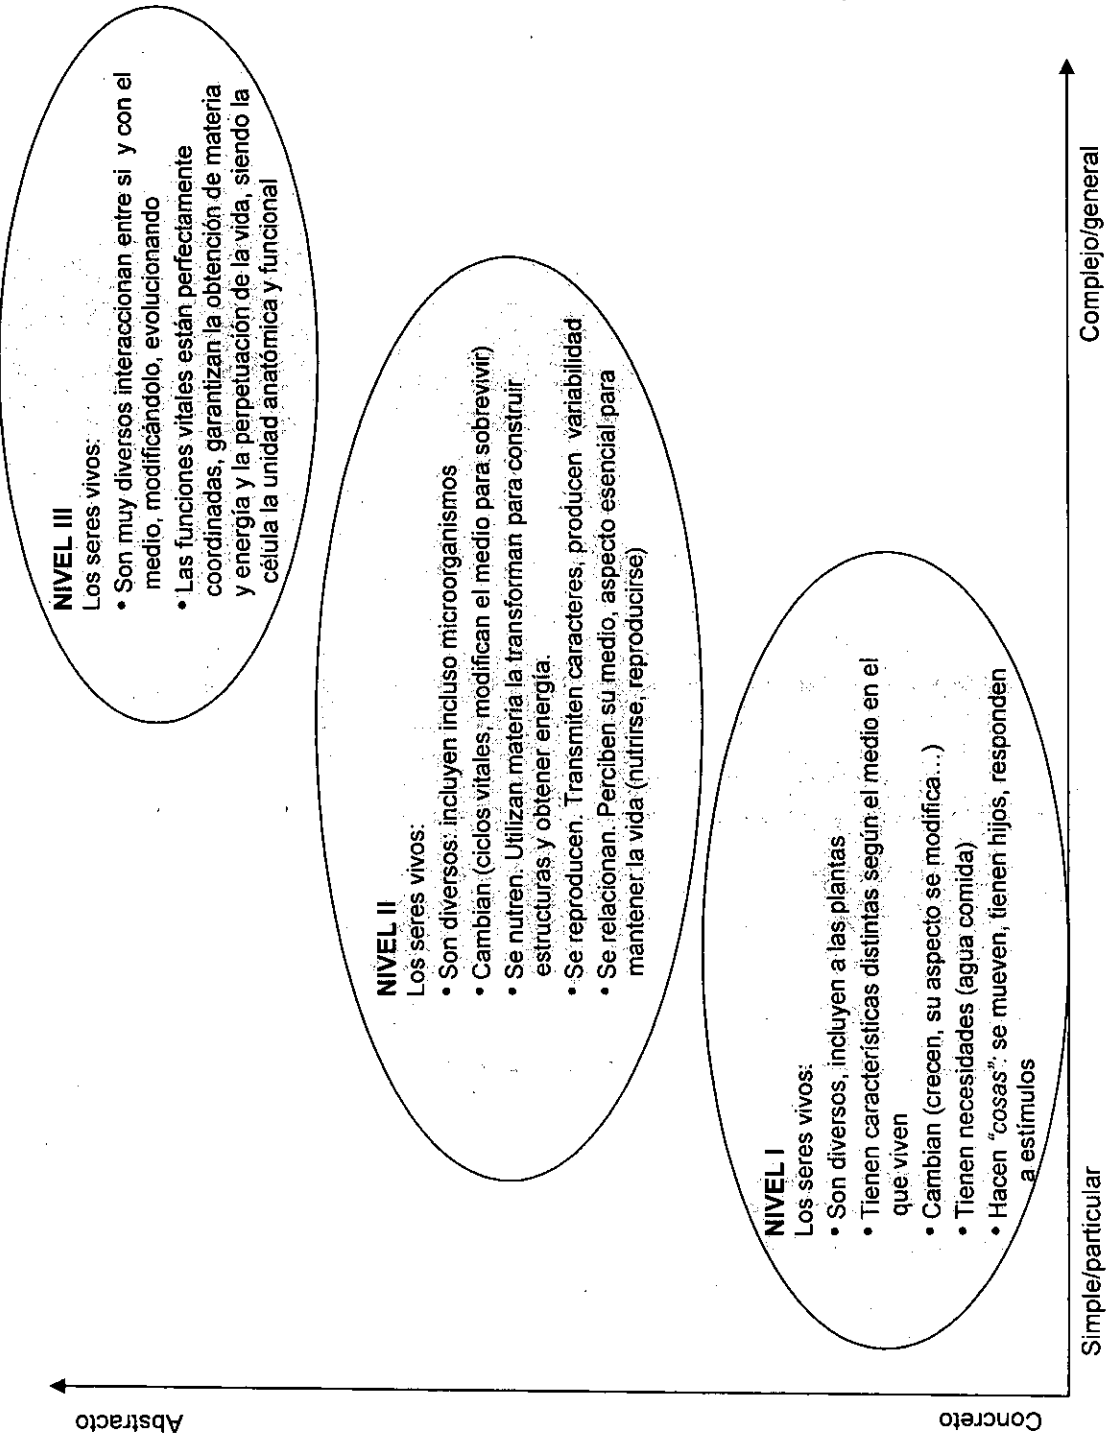 Abstracto
NIVEL III
Los seres vivos:
• Son muy diversos interaccionan entre si y con el
medio, modificándolo, evolucionando
• Las funciones vitales están perfectamente
coordinadas, garantizan la obtención de materia
y energía y la perpetuación de la vida, siendo la
célula la unidad anatómica y funcional
NIVEL II
Los seres vivos:
• Son diversos: incluyen incluso microorganismos
• Cambian (ciclos vitales, modifican el medio para sobrevivir)
• Se nutren. Utilizan materia la transforman para construir
estructuras y obtener energía.
• Se reproducen. Transmiten caracteres, producen variabilidad
• Se relacionan. Perciben su medio, aspecto esencial para
mantener la vida (nutrirse, reproducirse)
NIVEL I
Los seres vivos:
• Son diversos, incluyen a las plantas
• Tienen características distintas según el medio en el
que viven
• Cambian (crecen, su aspecto se modifica...)
• Tienen necesidades (agua comida)
• Hacen "cosas": se mueven, tienen hijos, responden
a estímulos
Concreto
Simple/particular
Complejo/general